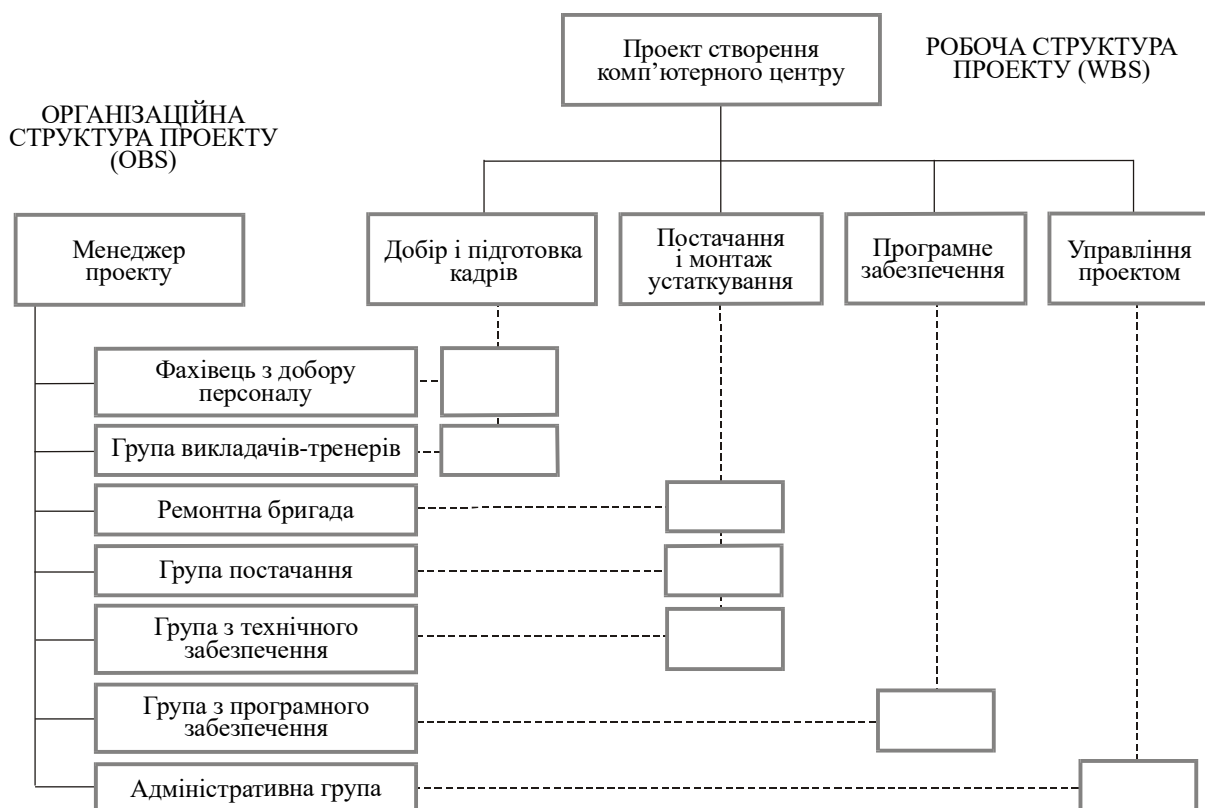 Проект створення
комп’ютерного центру
РОБОЧА СТРУКТУРА
ПРОЕКТУ (WBS)
ОРГАНІЗАЦІЙНА
СТРУКТУРА ПРОЕКТУ
(OBS)
Менеджер
проекту
Добір і підготовка
кадрів
Постачання
і монтаж
устаткування
Програмне
забезпечення
Управління
проектом
Фахівець з добору
персоналу
Група викладачів-тренерів
Ремонтна бригада
Група постачання
Група з технічного
забезпечення
Група з програмного
забезпечення
Адміністративна група